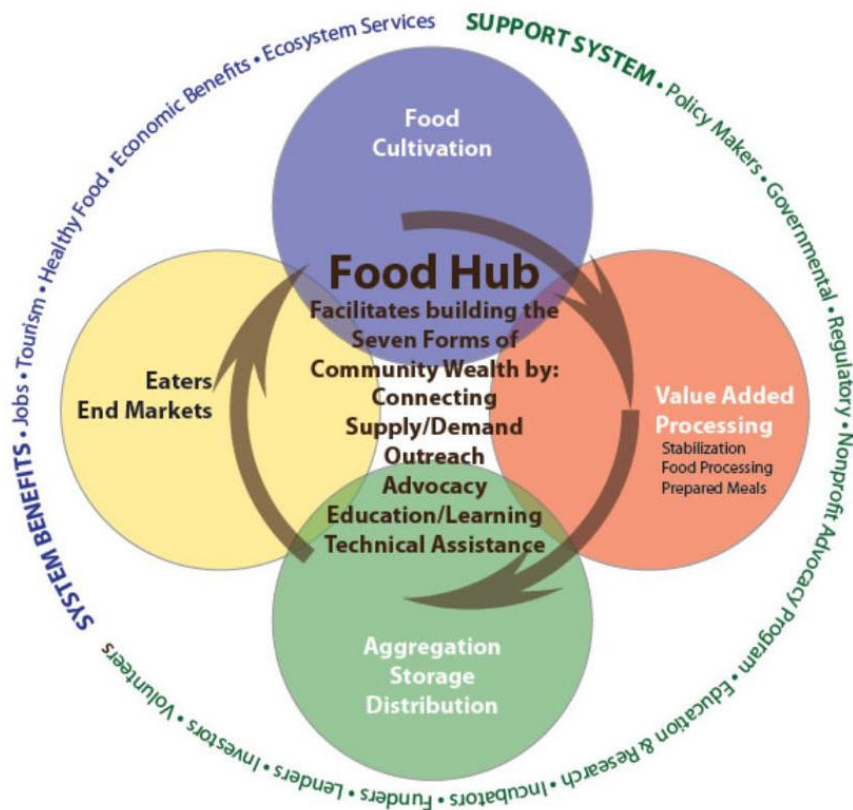 SYSTEM BENEFITS • Jobs • Tourism • Healthy Food • Economic Benefits • Ecosystem Services
SUPPORT SYSTEM • Policy Makers • Governmental • Regulatory • Nonprofit Advocacy Program • Education & Research • Incubators • Funders • Lenders • Investors • Volunteers
Food
Cultivation
Food Hub
Facilitates building the
Seven Forms of
Community Wealth by:
Connecting
Supply/Demand
Outreach
Advocacy
Education/Learning
Technical Assistance
Eaters
End Markets
Value Added
Processing
Stabilization
Food Processing
Prepared Meals
Aggregation
Storage
Distribution